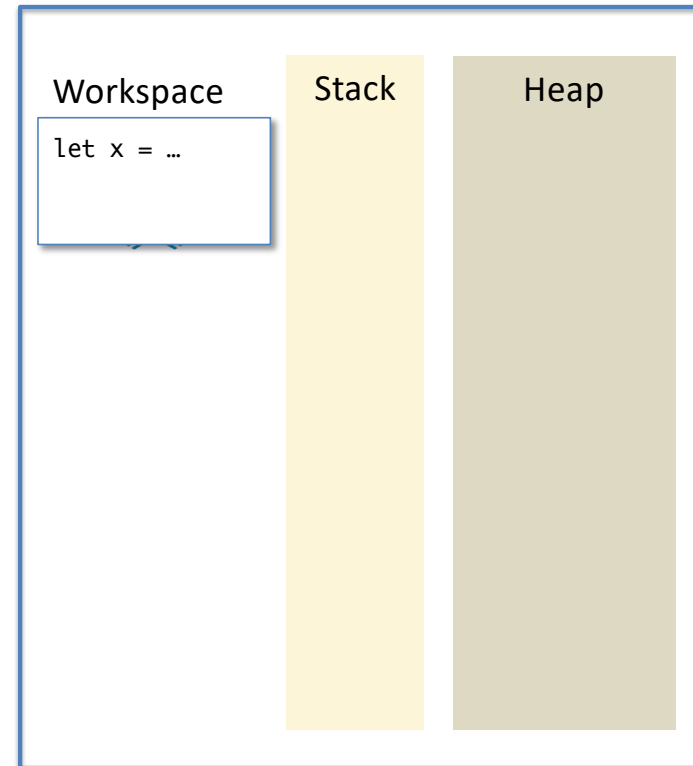 Workspace
Stack
Heap
let x = …